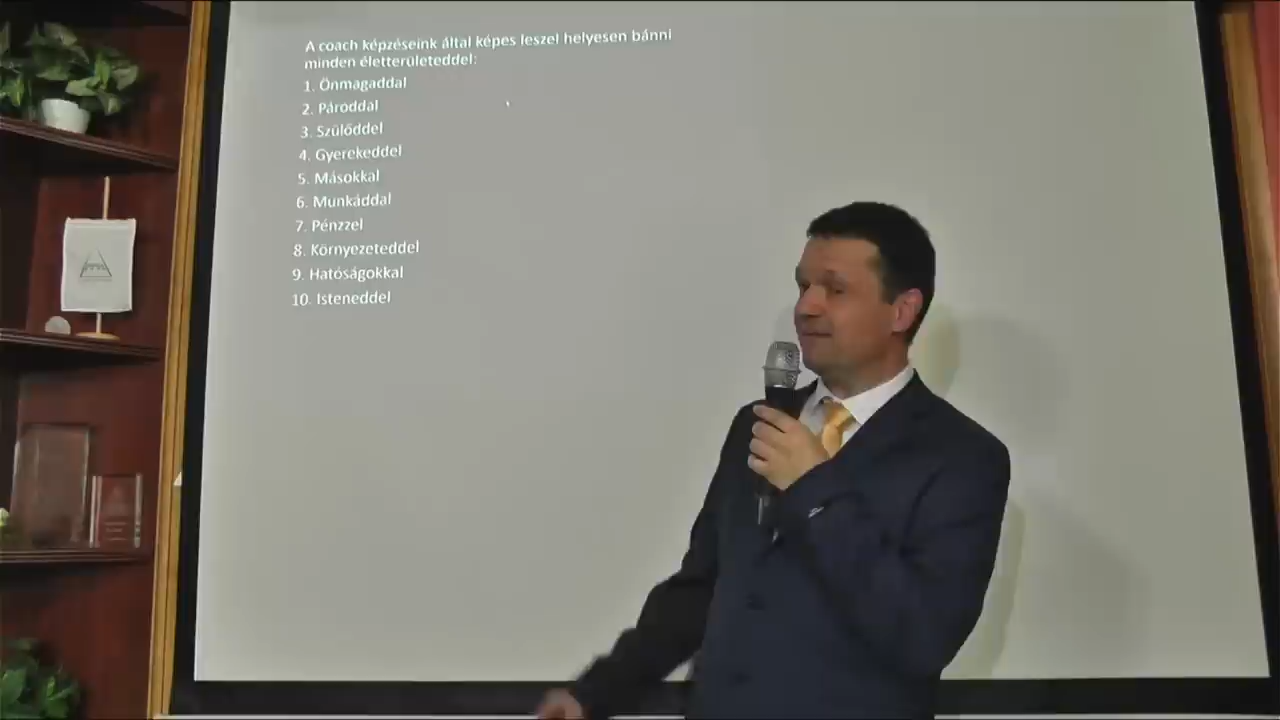 A coach képzéseink által képes leszel helyesen bánni
minden életterületeddel:
1. Önmagaddal
2. Pároddal
3. Szülőddel
4. Gyerekeddel
5. Másokkal
6. Munkáddal
7. Pénzzel
8. Környezeteddel
9. Hatóságokkal
10. Isteneddel